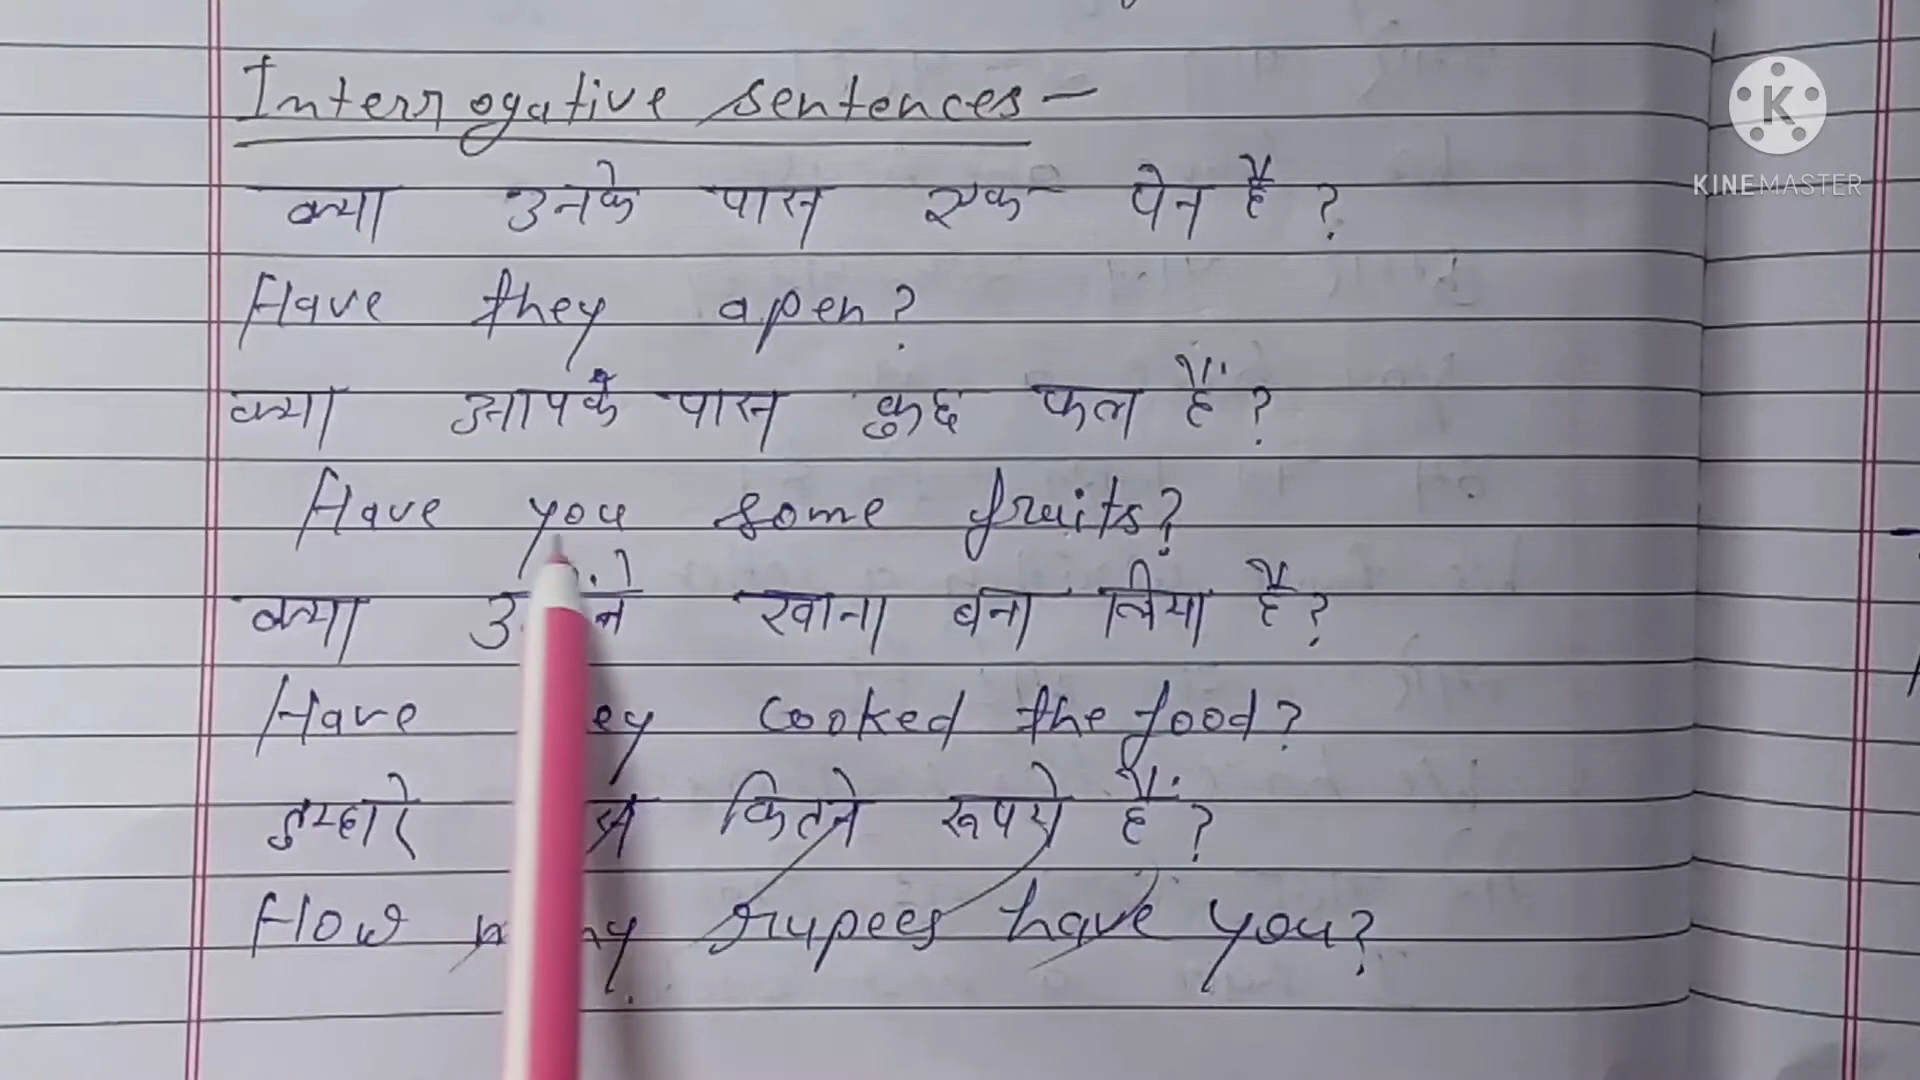 Interrogative sentences -
क्या उनके पास एक पेन है ?
Have they a pen?
क्या आपके पास कुछ फल हैं ?
Have you some fruits?
क्या खाना बना लिया है ?
Have cooked the food?
तुम्हारे कितने रूपये हैं ?
How rupees have you?
KINEMASTER